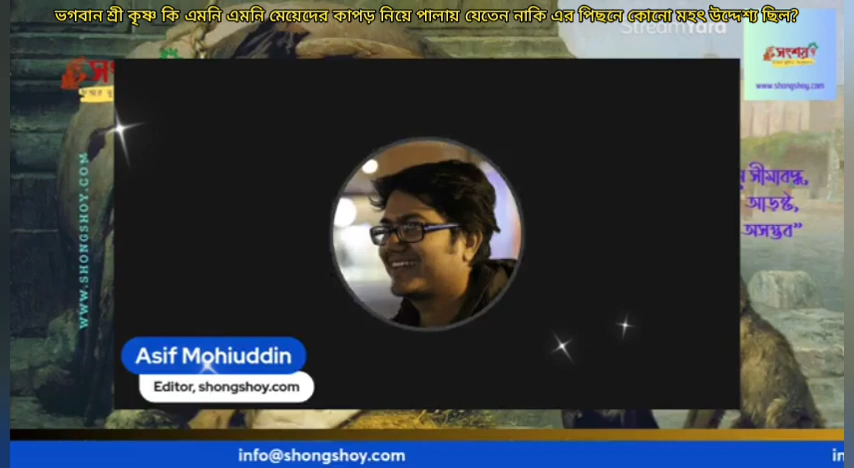 ভগবান শ্রী কৃষ্ণ কি এমনি এমনি মেয়েদের কাপড় নিয়ে পালায় যেতেন নাকি এর পিছনে কোনো মহৎ উদ্দেশ্য ছিল?
StreamYard
সংশয়
www.shongshoy.com
WWW.SHONGSHOY.COM
সীমাবদ্ধ,
আড়ষ্ট,
অসম্ভব”
Asif Mohiuddin
Editor, shongshoy.com
info@shongshoy.com
in